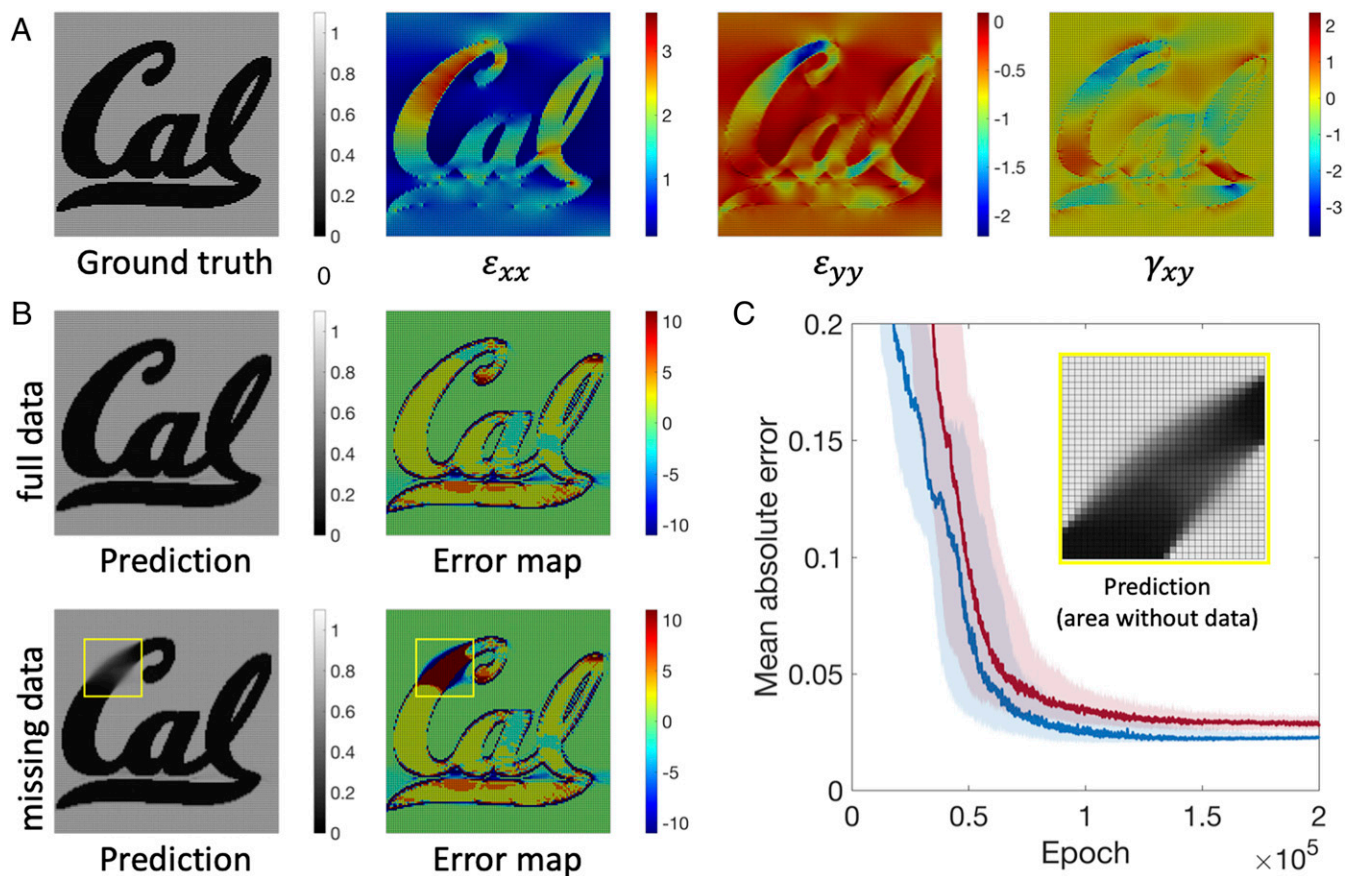 A
Cal
1
0.8
0.6
0.4
0.2
0
Ground truth
0
3
2
1
εxx
0
-0.5
-1
-1.5
-2
εyy
2
1
0
-1
-2
-3
γxy
B
full data
Cal
1
0.8
0.6
0.4
0.2
0
Prediction
Cal
10
5
0
-5
-10
Error map
missing data
Cal
1
0.8
0.6
0.4
0.2
0
Prediction
Cal
10
5
0
-5
-10
Error map
C
Mean absolute error
0.2
0.15
0.1
0.05
0
Prediction
(area without data)
0 0.5 1 1.5 2
Epoch
×10⁵